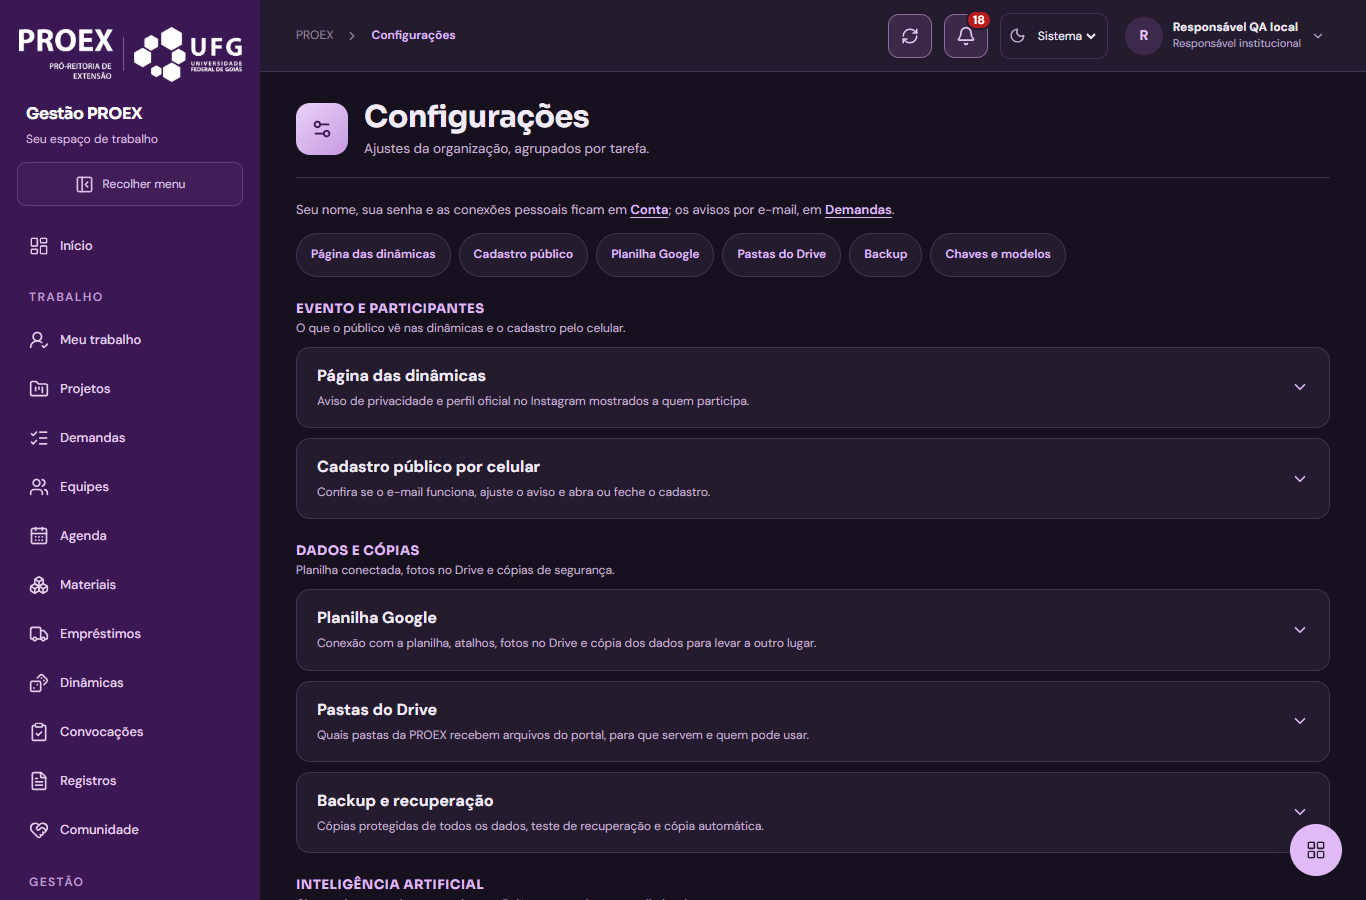 PROEX
PRÓ-REITORIA DE
EXTENSÃO
UFG
UNIVERSIDADE
FEDERAL DE GOIÁS
Gestão PROEX
Seu espaço de trabalho
Recolher menu
Início
TRABALHO
Meu trabalho
Projetos
Demandas
Equipes
Agenda
Materiais
Empréstimos
Dinâmicas
Convocações
Registros
Comunidade
GESTÃO
PROEX > Configurações
18
Sistema
R
Responsável QA local
Responsável institucional
Configurações
Ajustes da organização, agrupados por tarefa.
Seu nome, sua senha e as conexões pessoais ficam em Conta; os avisos por e-mail, em Demandas.
Página das dinâmicas
Cadastro público
Planilha Google
Pastas do Drive
Backup
Chaves e modelos
EVENTO E PARTICIPANTES
O que o público vê nas dinâmicas e o cadastro pelo celular.
Página das dinâmicas
Aviso de privacidade e perfil oficial no Instagram mostrados a quem participa.
Cadastro público por celular
Confira se o e-mail funciona, ajuste o aviso e abra ou feche o cadastro.
DADOS E CÓPIAS
Planilha conectada, fotos no Drive e cópias de segurança.
Planilha Google
Conexão com a planilha, atalhos, fotos no Drive e cópia dos dados para levar a outro lugar.
Pastas do Drive
Quais pastas da PROEX recebem arquivos do portal, para que servem e quem pode usar.
Backup e recuperação
Cópias protegidas de todos os dados, teste de recuperação e cópia automática.
INTELIGÊNCIA ARTIFICIAL